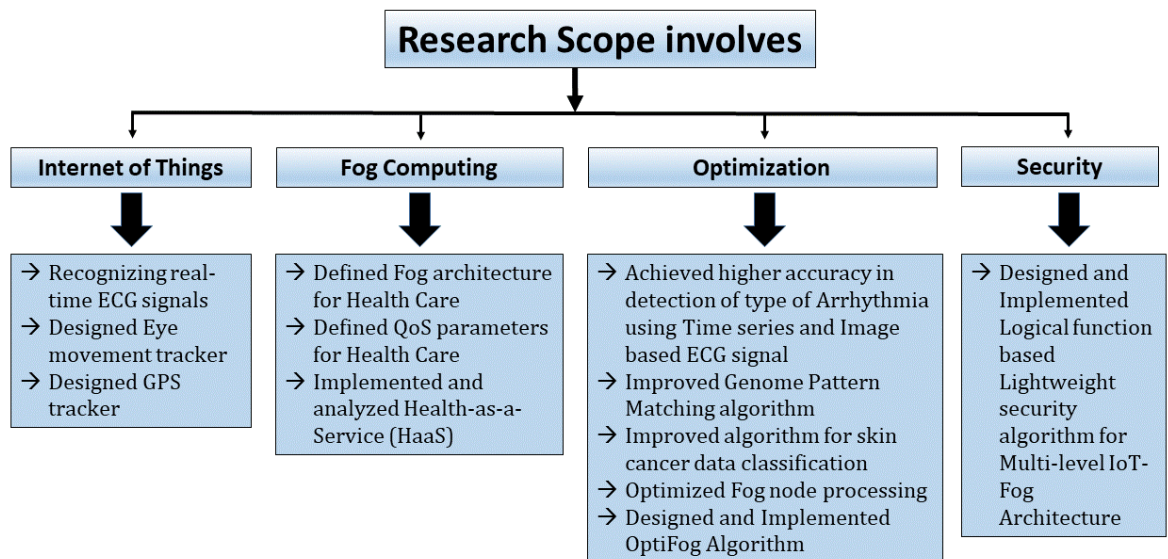 Research Scope involves
Internet of Things
Fog Computing
Optimization
Security
→ Recognizing real-
time ECG signals
→ Designed Eye
movement tracker
→ Designed GPS
tracker
→ Defined Fog architecture
for Health Care
→ Defined QoS parameters
for Health Care
→ Implemented and
analyzed Health-as-a-
Service (HaaS)
→ Achieved higher accuracy in
detection of type of Arrhythmia
using Time series and Image
based ECG signal
→ Improved Genome Pattern
Matching algorithm
→ Improved algorithm for skin
cancer data classification
→ Optimized Fog node processing
→ Designed and Implemented
OptiFog Algorithm
→ Designed and
Implemented
Logical function
based
Lightweight
security
algorithm for
Multi-level IoT-
Fog
Architecture